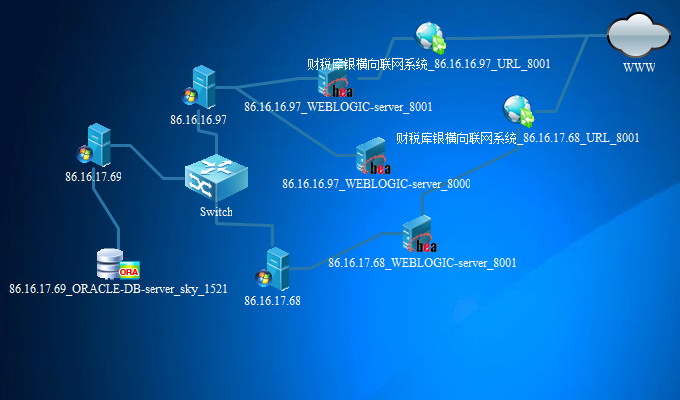 财税库银横向联网系统_86.16.16.97_URL_8001
WWW
bea
86.16.16.97_WEBLOGIC-server_8001
86.16.16.97
财税库银横向联网系统_86.16.17.68_URL_8001
86.16.17.69
bea
86.16.16.97_WEBLOGIC-server_8000
Switch
bea
86.16.17.68_WEBLOGIC-server_8001
ORA
86.16.17.69_ORACLE-DB-server_sky_1521
86.16.17.68